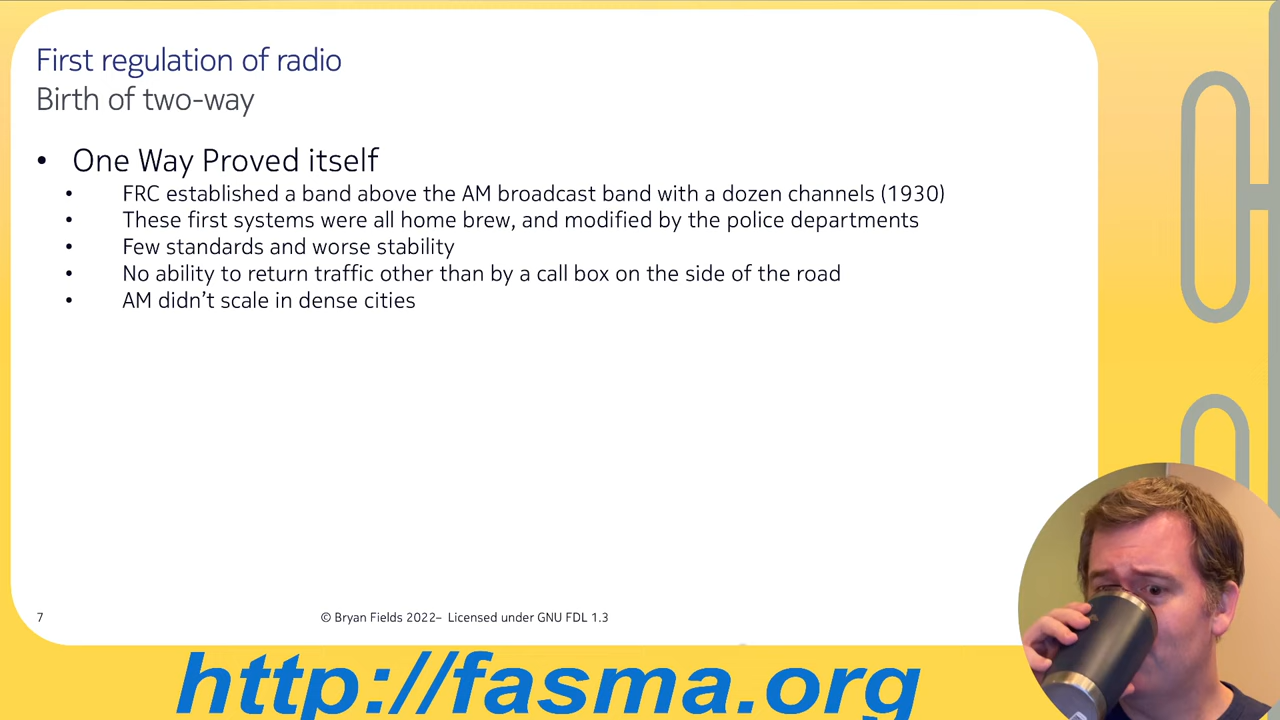 First regulation of radio
Birth of two-way
• One Way Proved itself
• FRC established a band above the AM broadcast band with a dozen channels (1930)
• These first systems were all home brew, and modified by the police departments
• Few standards and worse stability
• No ability to return traffic other than by a call box on the side of the road
• AM didn’t scale in dense cities
7
© Bryan Fields 2022– Licensed under GNU FDL 1.3
http://fasma.org